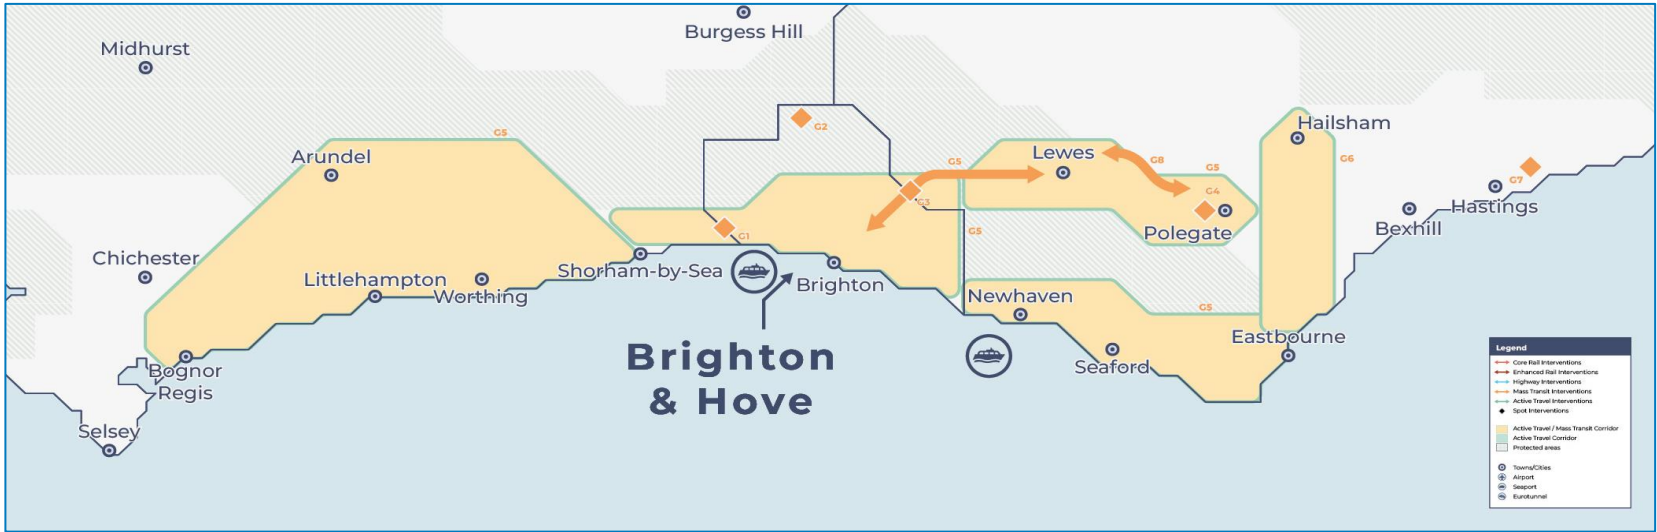 Burgess Hill
Midhurst
G5
G2
Hailsham
Arundel
Lewes
G5
G8
G5
G6
G7
G4
G3
Hastings
Bexhill
G1
G5
Polegate
Chichester
Shorham-by-Sea
Littlehampton
Worthing
Brighton
Newhaven
G5
Eastbourne
Brighton
& Hove
Seaford
Bognor
Regis
Selsey
Legend
Core Rail Interventions
Enhanced Rail Interventions
Highway Interventions
Mass Transit Interventions
Active Travel Interventions
Spot Interventions
Active Travel / Mass Transit Corridor
Active Travel Corridor
Protected areas
Towns/Cities
Airport
Seaport
Eurotunnel